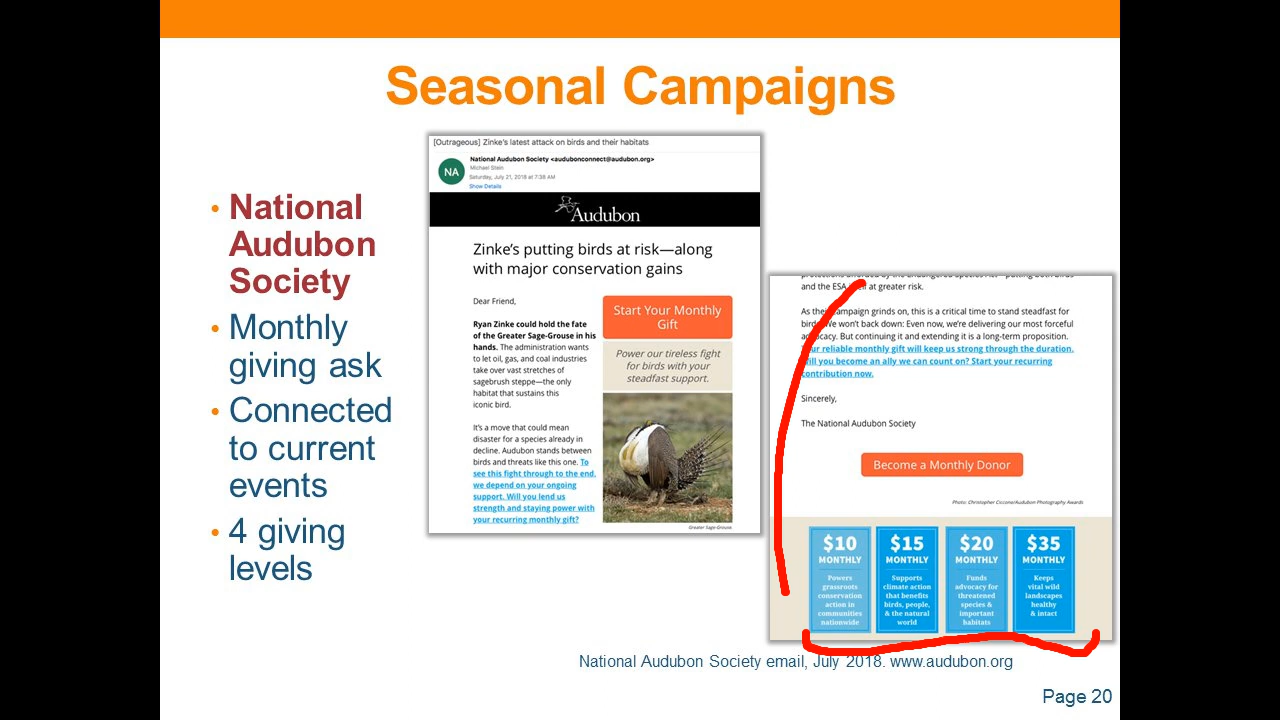 Seasonal Campaigns
• National
Audubon
Society
• Monthly
giving ask
• Connected
to current
events
• 4 giving
levels
[Outrageous] Zinke's latest attack on birds and their habitats
NA
National Audubon Society <audubonconnect@audubon.org>
Michael Stein
Saturday, July 21, 2018 at 7:38 AM
Show Details
Audubon
Zinke's putting birds at risk—along
with major conservation gains
Dear Friend,
Ryan Zinke could hold the fate
of the Greater Sage-Grouse in his
hands. The administration wants
to let oil, gas, and coal industries
take over vast stretches of
sagebrush steppe—the only
habitat that sustains this
iconic bird.
It's a move that could mean
disaster for a species already in
decline. Audubon stands between
birds and threats like this one. To
see this fight through to the end,
we depend on your ongoing
support. Will you lend us
strength and staying power with
your recurring monthly gift?
Start Your Monthly
Gift
Power our tireless fight
for birds with your
steadfast support.
Greater Sage-Grouse
and the ESA itself at greater risk.
As their campaign grinds on, this is a critical time to stand steadfast for
birds. We won't back down: Even now, we're delivering our most forceful
advocacy. But continuing it and extending it is a long-term proposition.
Your reliable monthly gift will keep us strong through the duration.
Will you become an ally we can count on? Start your recurring
contribution now.
Sincerely,
The National Audubon Society
Become a Monthly Donor
Photo: Christopher Ciccone/Audubon Photography Awards
$10
MONTHLY
Powers
grassroots
conservation
action in
communities
nationwide
$15
MONTHLY
Supports
climate action
that benefits
birds, people,
& the natural
world
$20
MONTHLY
Funds
advocacy for
threatened
species &
important
habitats
$35
MONTHLY
Keeps
vital wild
landscapes
healthy
& intact
National Audubon Society email, July 2018. www.audubon.org
Page 20